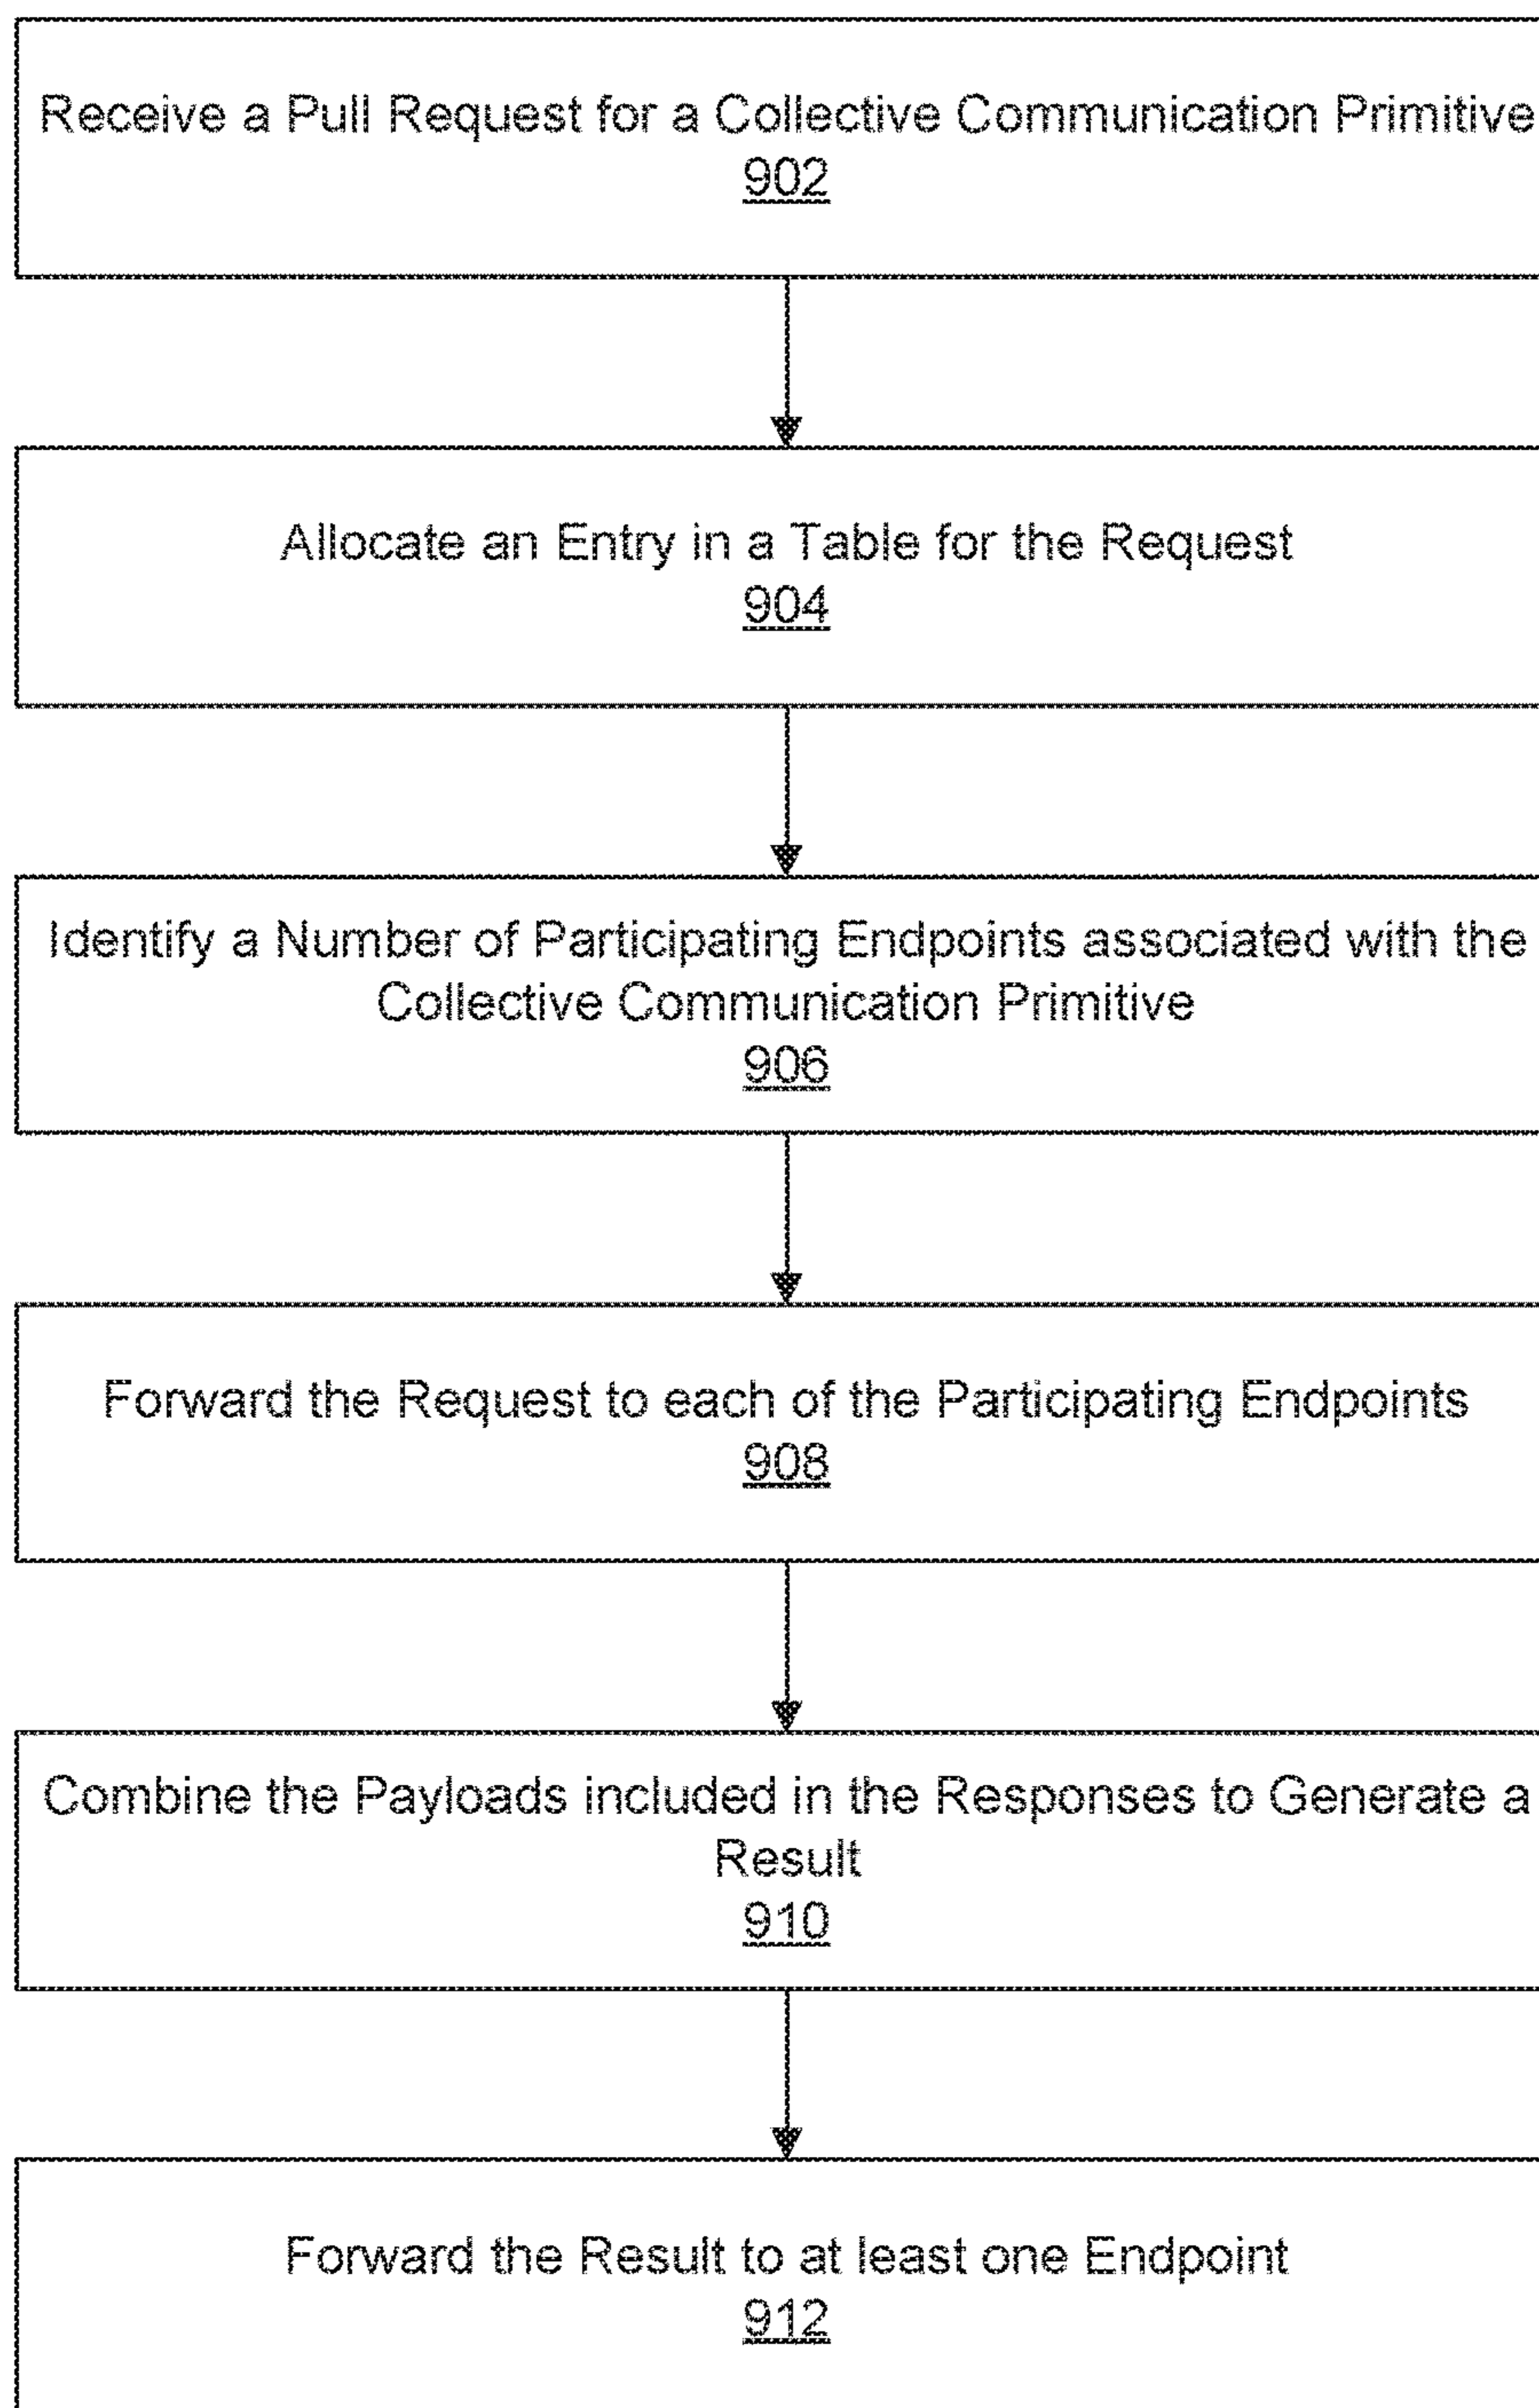 Receive a Pull Request for a Collective Communication Primitive
902
Allocate an Entry in a Table for the Request
904
Identify a Number of Participating Endpoints associated with the
Collective Communication Primitive
906
Forward the Request to each of the Participating Endpoints
908
Combine the Payloads included in the Responses to Generate a
Result
910
Forward the Result to at least one Endpoint
912